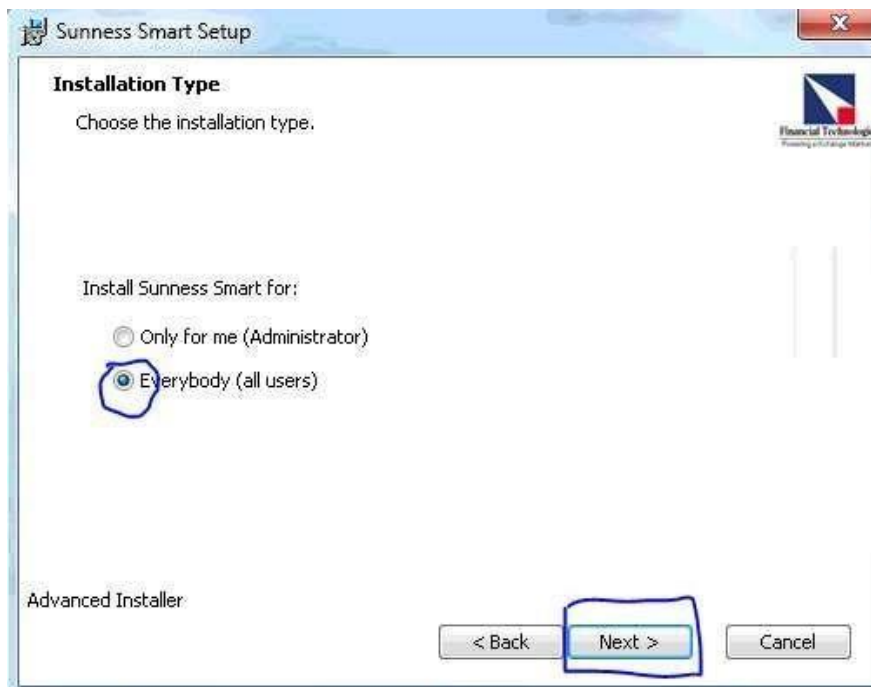 Sunness Smart Setup
Installation Type
Choose the installation type.
Financial Technologi
Install Sunness Smart for:
Only for me (Administrator)
Everybody (all users)
Advanced Installer
< Back Next > Cancel